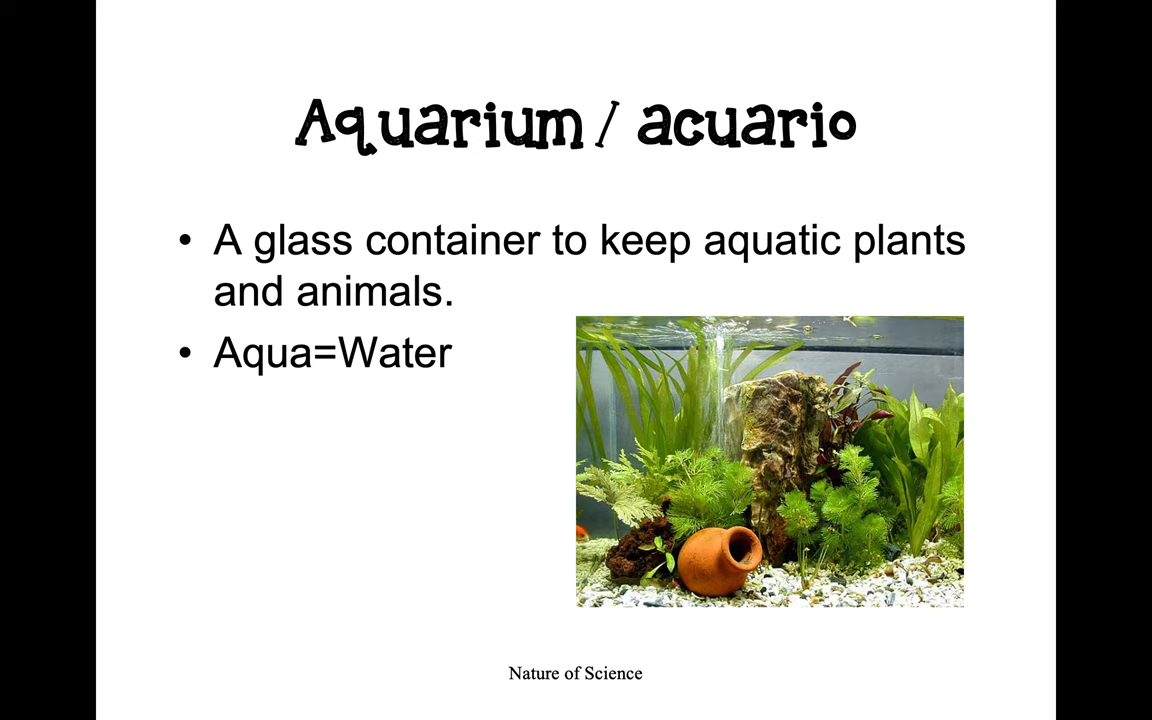 Aquarium / acuario
• A glass container to keep aquatic plants
and animals.
• Aqua=Water
Nature of Science